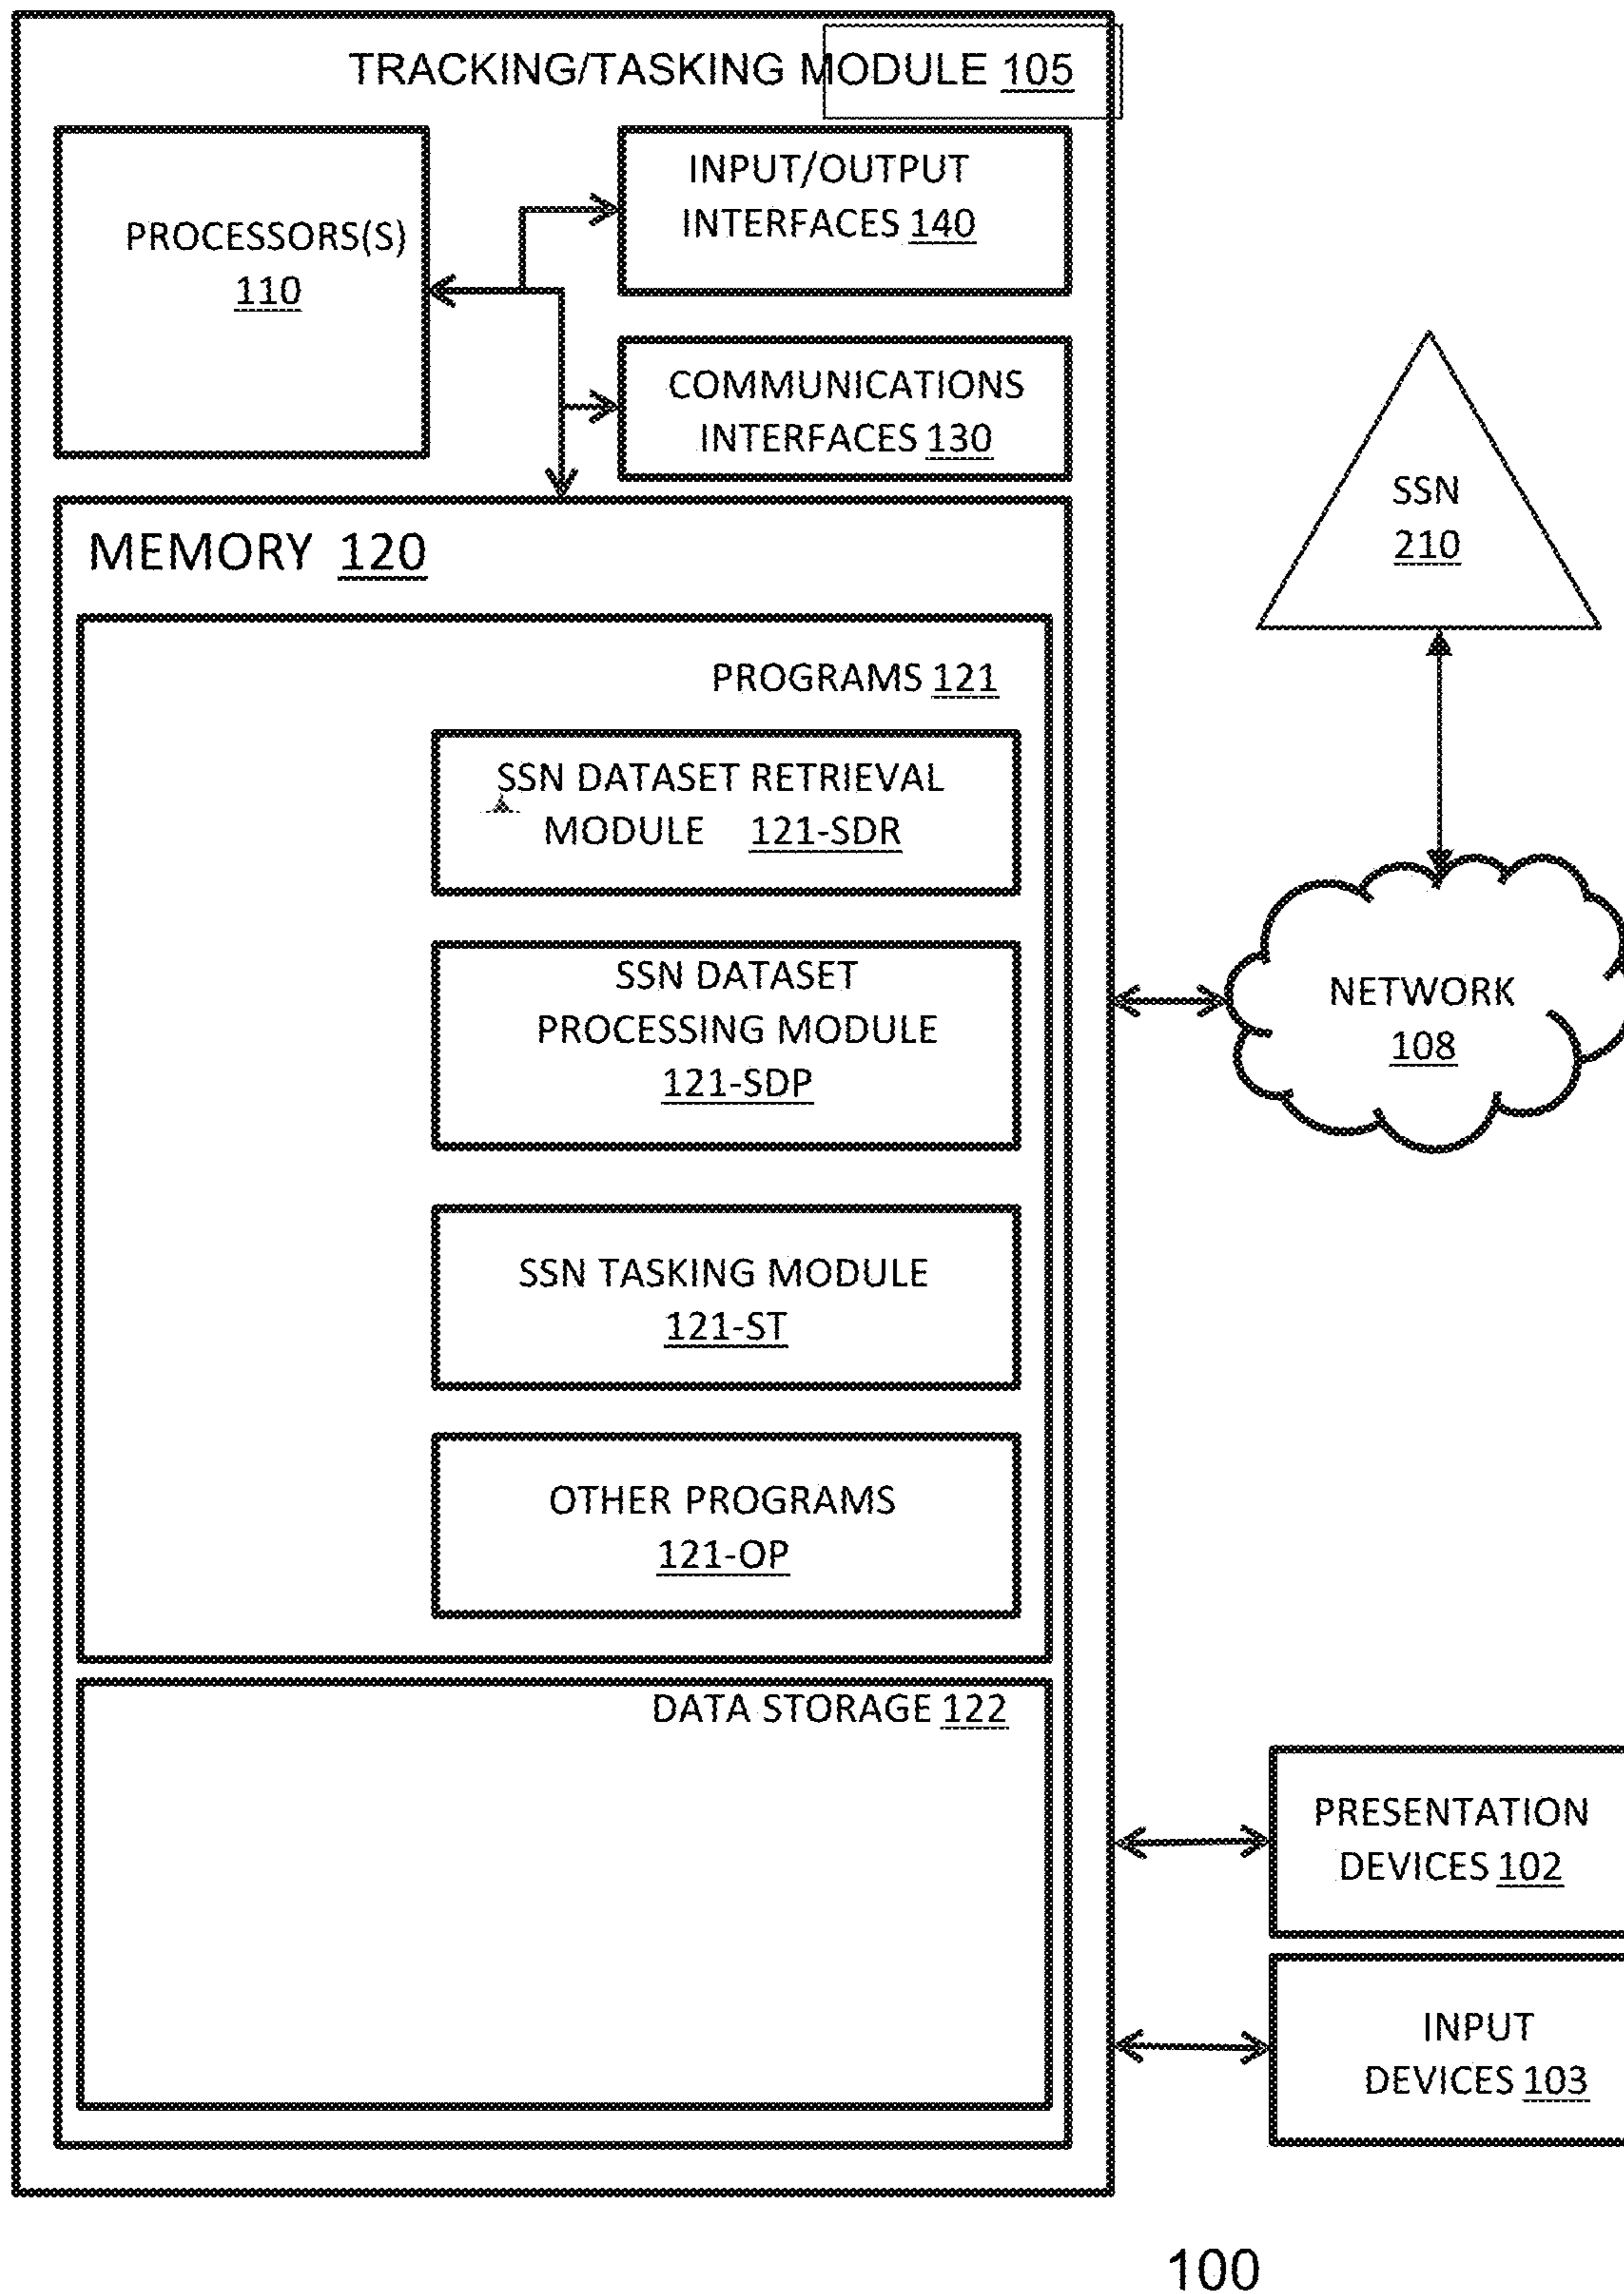 TRACKING/TASKING MODULE 105
PROCESSORS(S)
110
INPUT/OUTPUT
INTERFACES 140
COMMUNICATIONS
INTERFACES 130
MEMORY 120
PROGRAMS 121
SSN DATASET RETRIEVAL
MODULE 121-SDR
SSN DATASET
PROCESSING MODULE
121-SDP
SSN TASKING MODULE
121-ST
OTHER PROGRAMS
121-OP
DATA STORAGE 122
SSN
210
NETWORK
108
PRESENTATION
DEVICES 102
INPUT
DEVICES 103
100